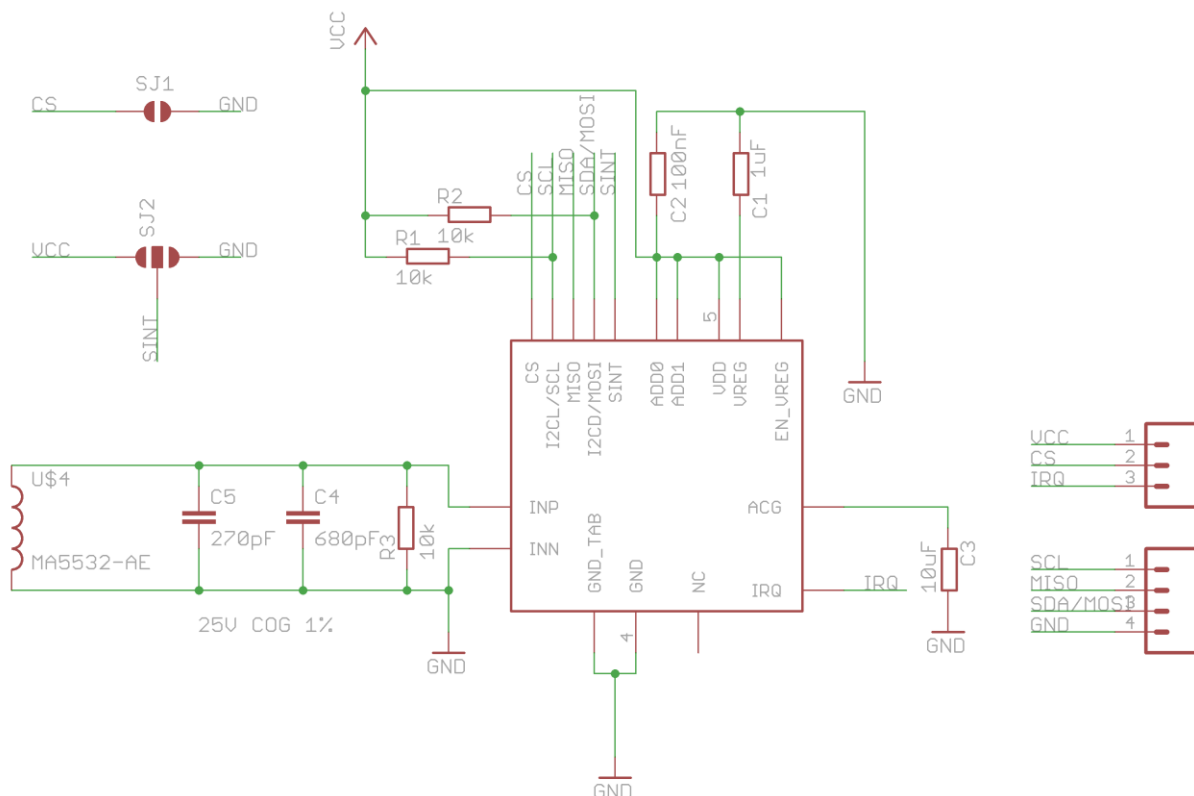 VCC
SJ1
CS
GND
SJ2
VCC
GND
SINT
CS
SCL
MISO
SDA/MOSI
SINT
R2
10k
R1
10k
C2
100nF
C1
1uF
5
GND
CS
I2CL/SCL
MISO
I2CD/MOSI
SINT
ADD0
ADD1
VDD
VREG
EN_VREG
U$4
MA5532-AE
C5
270pF
C4
680pF
R3
10k
25V COG 1%
GND
INP
INN
GND_TAB
GND
4
NC
ACG
IRQ
IRQ
10uF
C3
GND
GND
VCC 1
CS 2
IRQ 3
SCL 1
MISO 2
SDA/MOSI 3
GND 4